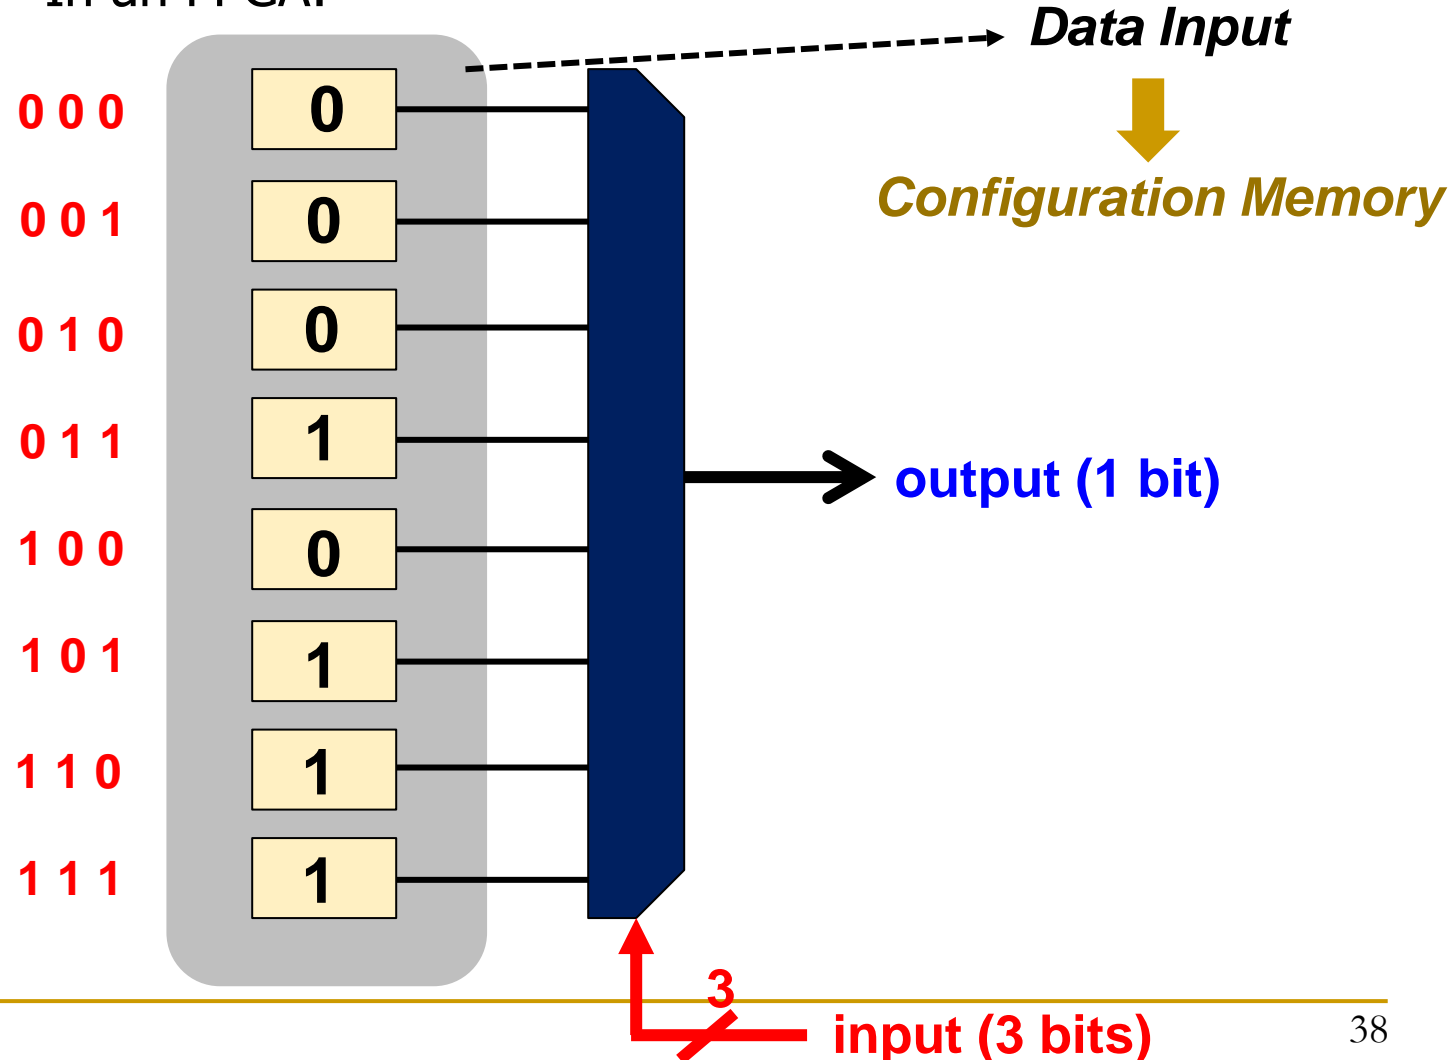 Data Input
0 0 0 0
Configuration Memory
0 0 1 0
0 1 0 0
0 1 1 1
output (1 bit)
1 0 0 0
1 0 1 1
1 1 0 1
1 1 1 1
3
input (3 bits)
38